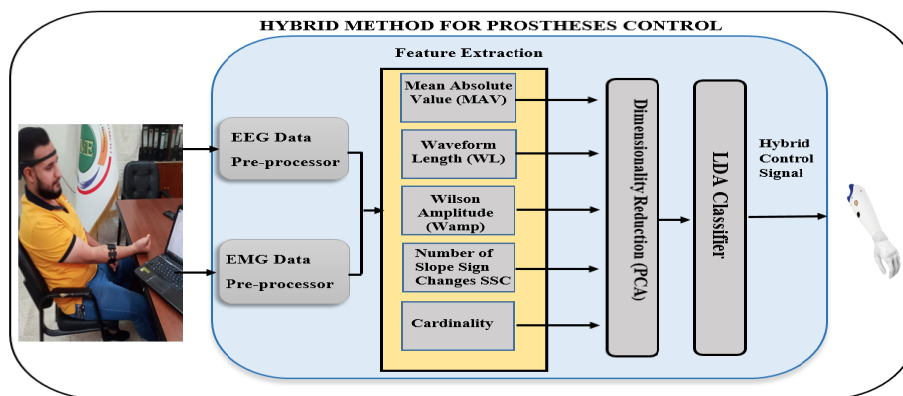 HYBRID METHOD FOR PROSTHESES CONTROL
Feature Extraction
EEG Data
Pre-processor
EMG Data
Pre-processor
Mean Absolute
Value (MAV)
Waveform
Length (WL)
Wilson
Amplitude
(Wamp)
Number of
Slope Sign
Changes SSC
Cardinality
Dimensionality Reduction (PCA)
LDA Classifier
Hybrid
Control
Signal